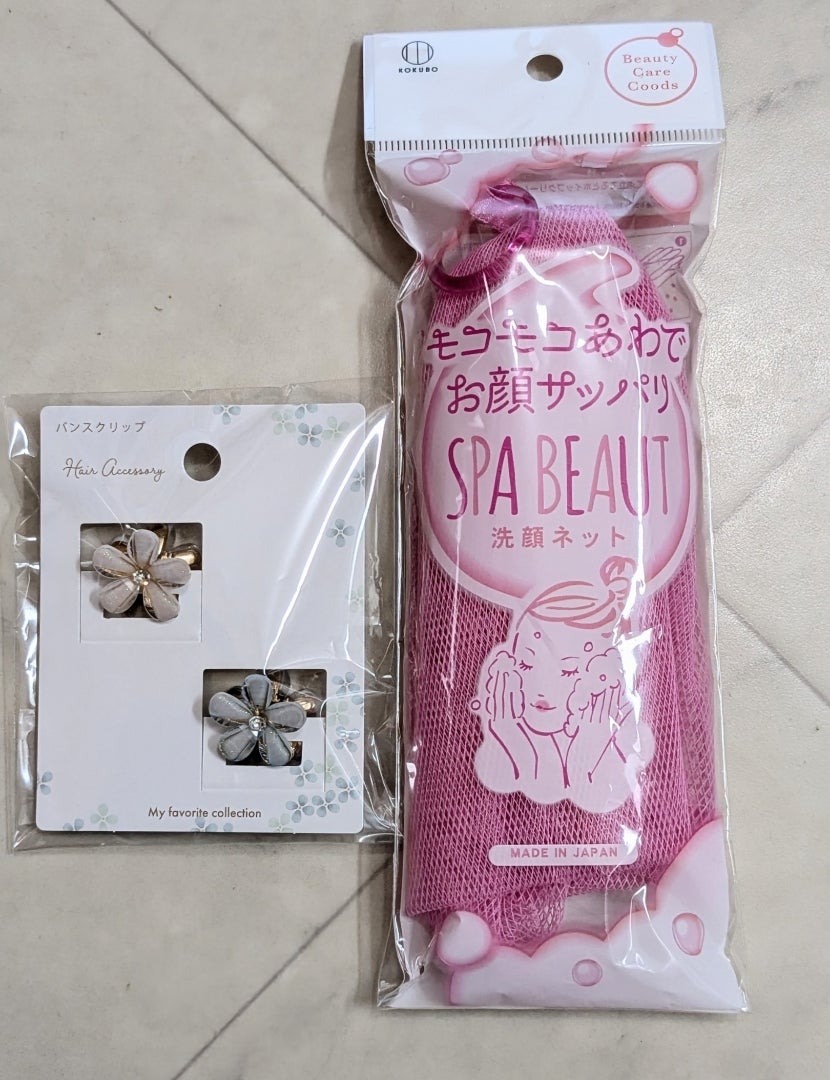 バンスクリップ
Hair Accessory
My favorite collection
KOKUBO
Beauty
Care
Goods
モコモコあわで
お顔サッパリ
SPA BEAUT
洗顔ネット
MADE IN JAPAN